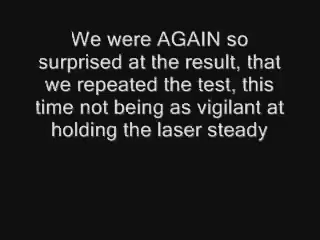 We were AGAIN so
surprised at the result, that
we repeated the test, this
time not being as vigilant at
holding the laser steady